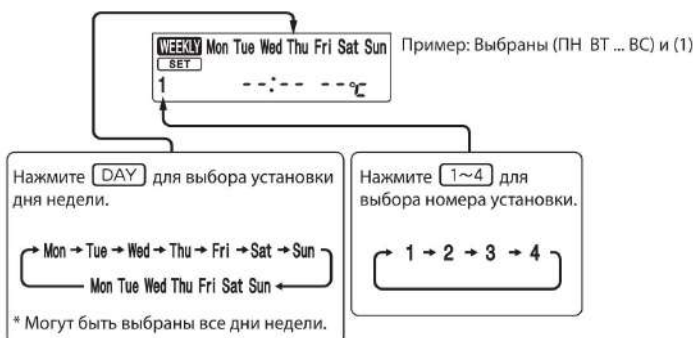 WEEKLY Mon Tue Wed Thu Fri Sat Sun
SET
1 --:-- --℃
Пример: Выбраны (ПН ВТ ... ВС) и (1)
Нажмите DAY для выбора установки
дня недели.
Mon → Tue → Wed → Thu → Fri → Sat → Sun
Mon Tue Wed Thu Fri Sat Sun
* Могут быть выбраны все дни недели.
Нажмите 1~4 для
выбора номера установки.
1 → 2 → 3 → 4